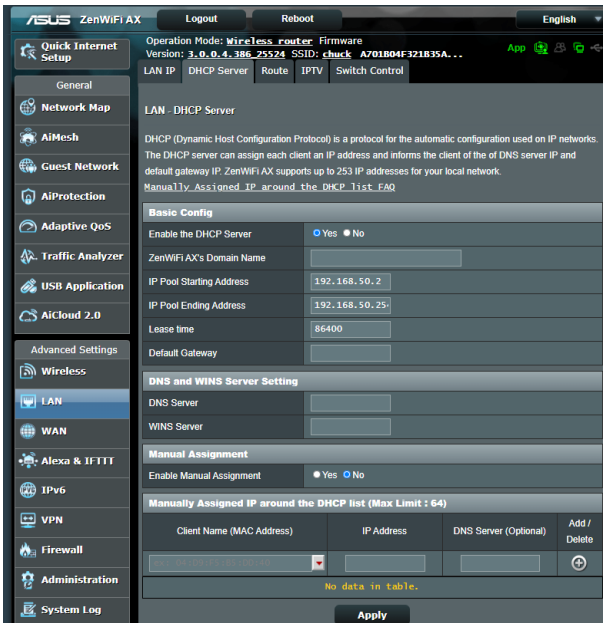 ASUS ZenWiFi AX Logout Reboot English
Quick Internet Setup
Operation Mode: Wireless router Firmware
Version: 3.0.0.4.386_25524 SSID: chuck A701B04F321B35A...
App
LAN IP DHCP Server Route IPTV Switch Control
General
Network Map
AiMesh
Guest Network
AiProtection
Adaptive QoS
Traffic Analyzer
USB Application
AiCloud 2.0
Advanced Settings
Wireless
LAN
WAN
Alexa & IFTTT
IPv6
VPN
Firewall
Administration
System Log
LAN - DHCP Server
DHCP (Dynamic Host Configuration Protocol) is a protocol for the automatic configuration used on IP networks.
The DHCP server can assign each client an IP address and informs the client of the of DNS server IP and
default gateway IP. ZenWiFi AX supports up to 253 IP addresses for your local network.
Manually Assigned IP around the DHCP list FAQ
Basic Config
Enable the DHCP Server Yes No
ZenWiFi AX's Domain Name
IP Pool Starting Address 192.168.50.2
IP Pool Ending Address 192.168.50.25
Lease time 86400
Default Gateway
DNS and WINS Server Setting
DNS Server
WINS Server
Manual Assignment
Enable Manual Assignment Yes No
Manually Assigned IP around the DHCP list (Max Limit : 64)
Client Name (MAC Address) IP Address DNS Server (Optional) Add / Delete
No data in table.
Apply